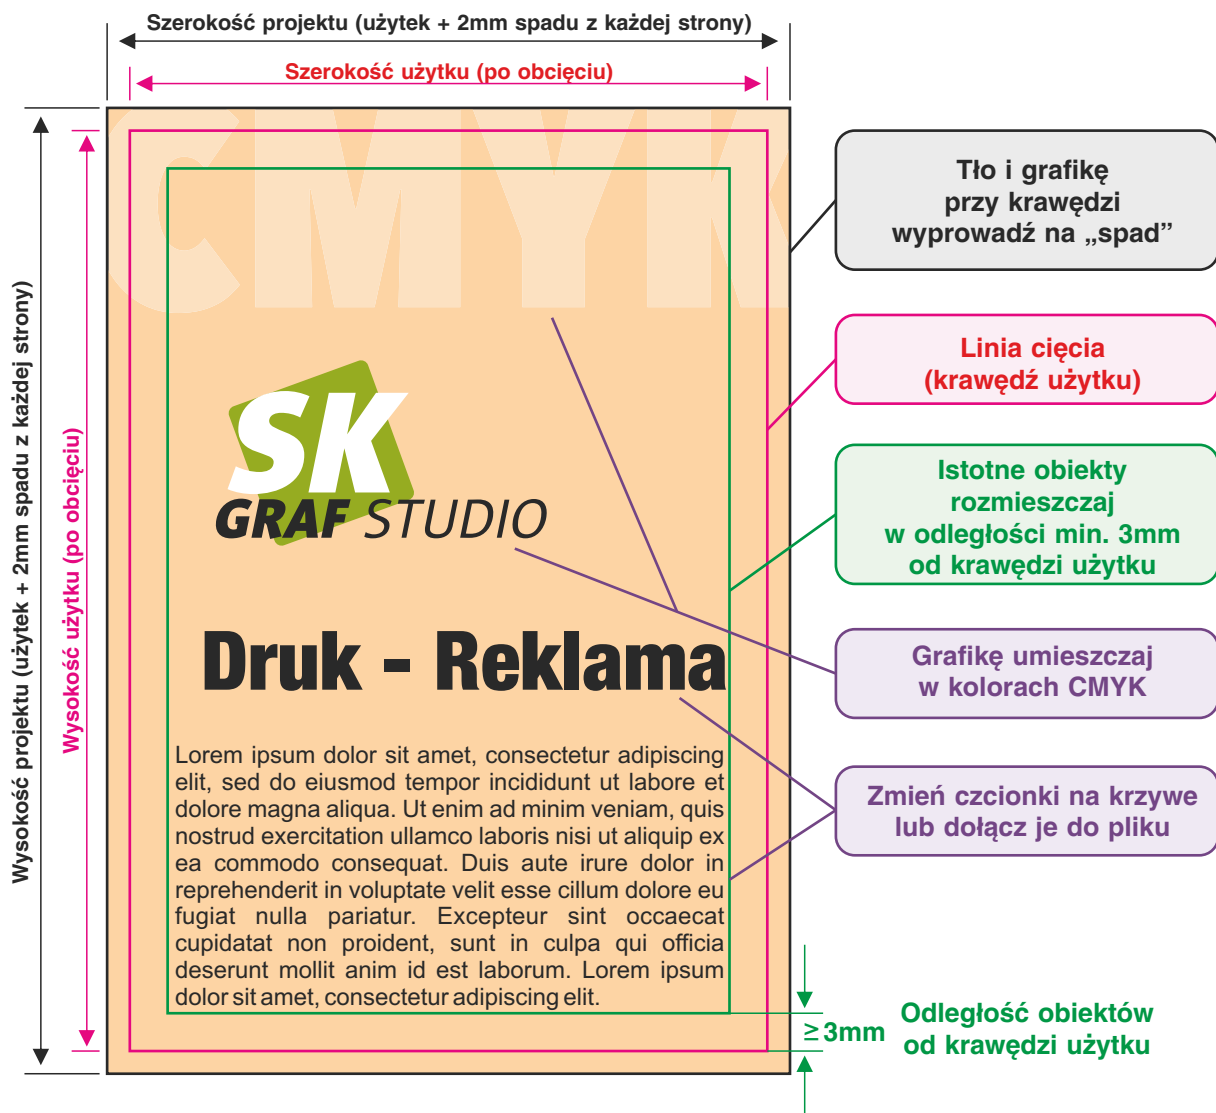 Szerokość projektu (użytek + 2mm spadu z każdej strony)
Szerokość użytku (po obcięciu)
Wysokość projektu (użytek + 2mm spadu z każdej strony)
Wysokość użytku (po obcięciu)
CMYK
SK
GRAF STUDIO
Druk - Reklama
Lorem ipsum dolor sit amet, consectetur adipiscing
elit, sed do eiusmod tempor incididunt ut labore et
dolore magna aliqua. Ut enim ad minim veniam, quis
nostrud exercitation ullamco laboris nisi ut aliquip ex
ea commodo consequat. Duis aute irure dolor in
reprehenderit in voluptate velit esse cillum dolore eu
fugiat nulla pariatur. Excepteur sint occaecat
cupidatat non proident, sunt in culpa qui officia
deserunt mollit anim id est laborum. Lorem ipsum
dolor sit amet, consectetur adipiscing elit.
Tło i grafikę
przy krawędzi
wyprowadź na „spad”
Linia cięcia
(krawędź użytku)
Istotne obiekty
rozmieszczaj
w odległości min. 3mm
od krawędzi użytku
Grafikę umieszczaj
w kolorach CMYK
Zmień czcionki na krzywe
lub dołącz je do pliku
≥3mm
Odległość obiektów
od krawędzi użytku